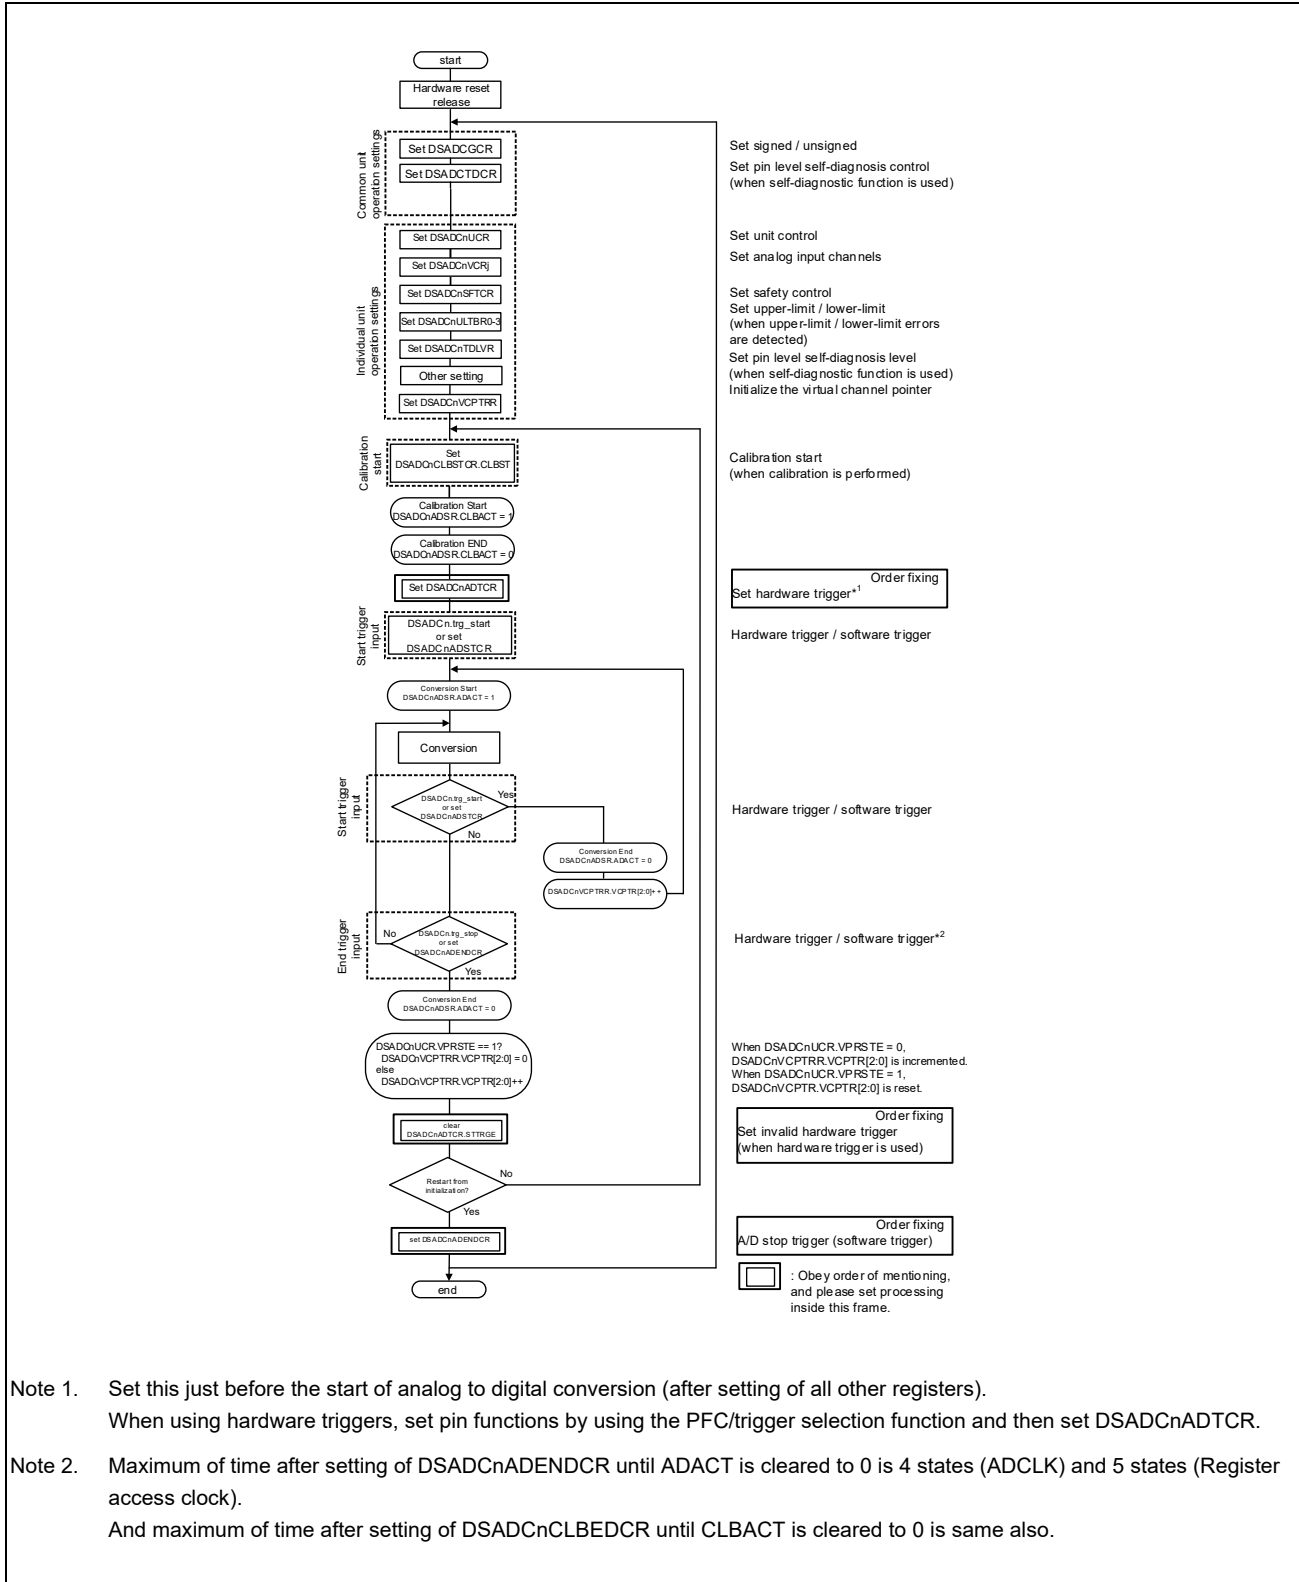 start
Hardware reset
release
Common unit
operation settings
Set DSADCGCR
Set signed / unsigned
Set DSADCTDCR
Set pin level self-diagnosis control
(when self-diagnostic function is used)
Individual unit
operation settings
Set DSADCnUCR
Set unit control
Set DSADCnVCRj
Set analog input channels
Set DSADCnSFTCR
Set safety control
Set DSADCnULTBR0-3
Set upper-limit / lower-limit
(when upper-limit / lower-limit errors
are detected)
Set DSADCnTDLVR
Set pin level self-diagnosis level
(when self-diagnostic function is used)
Other setting
Initialize the virtual channel pointer
Set DSADCnVCPTRR
Calibration
start
Set
DSADCnCLBSTCR.CLBST
Calibration start
(when calibration is performed)
Calibration Start
DSADCnADSR.CLBACT = 1
Calibration END
DSADCnADSR.CLBACT = 0
Set DSADCnADTCR
Order fixing
Set hardware trigger*1
Start trigger
input
DSADCn.trg_start
or set
DSADCnADSTCR
Hardware trigger / software trigger
Conversion Start
DSADCnADSR.ADACT = 1
Conversion
Start trigger
input
DSADCn.trg_start
or set
DSADCnADSTCR
Yes
No
Hardware trigger / software trigger
Conversion End
DSADCnADSR.ADACT = 0
DSADCnVCPTRR.VCPTR[2:0]++
End trigger
input
No
DSADCn.trg_stop
or set
DSADCnADENDCR
Yes
Hardware trigger / software trigger*2
Conversion End
DSADCnADSR.ADACT = 0
DSADCnUCR.VPRSTE == 1?
DSADCnVCPTRR.VCPTR[2:0] = 0
else
DSADCnVCPTRR.VCPTR[2:0]++
When DSADCnUCR.VPRSTE = 0,
DSADCnVCPTRR.VCPTR[2:0] is incremented.
When DSADCnUCR.VPRSTE = 1,
DSADCnVCPTR.VCPTR[2:0] is reset.
clear
DSADCnADTCR.STTRGE
Order fixing
Set invalid hardware trigger
(when hardware trigger is used)
Restart from
initialization?
No
Yes
set DSADCnADENDCR
Order fixing
A/D stop trigger (software trigger)
end
: Obey order of mentioning,
and please set processing
inside this frame.
Note 1. Set this just before the start of analog to digital conversion (after setting of all other registers).
When using hardware triggers, set pin functions by using the PFC/trigger selection function and then set DSADCnADTCR.
Note 2. Maximum of time after setting of DSADCnADENDCR until ADACT is cleared to 0 is 4 states (ADCLK) and 5 states (Register
access clock).
And maximum of time after setting of DSADCnCLBEDCR until CLBACT is cleared to 0 is same also.